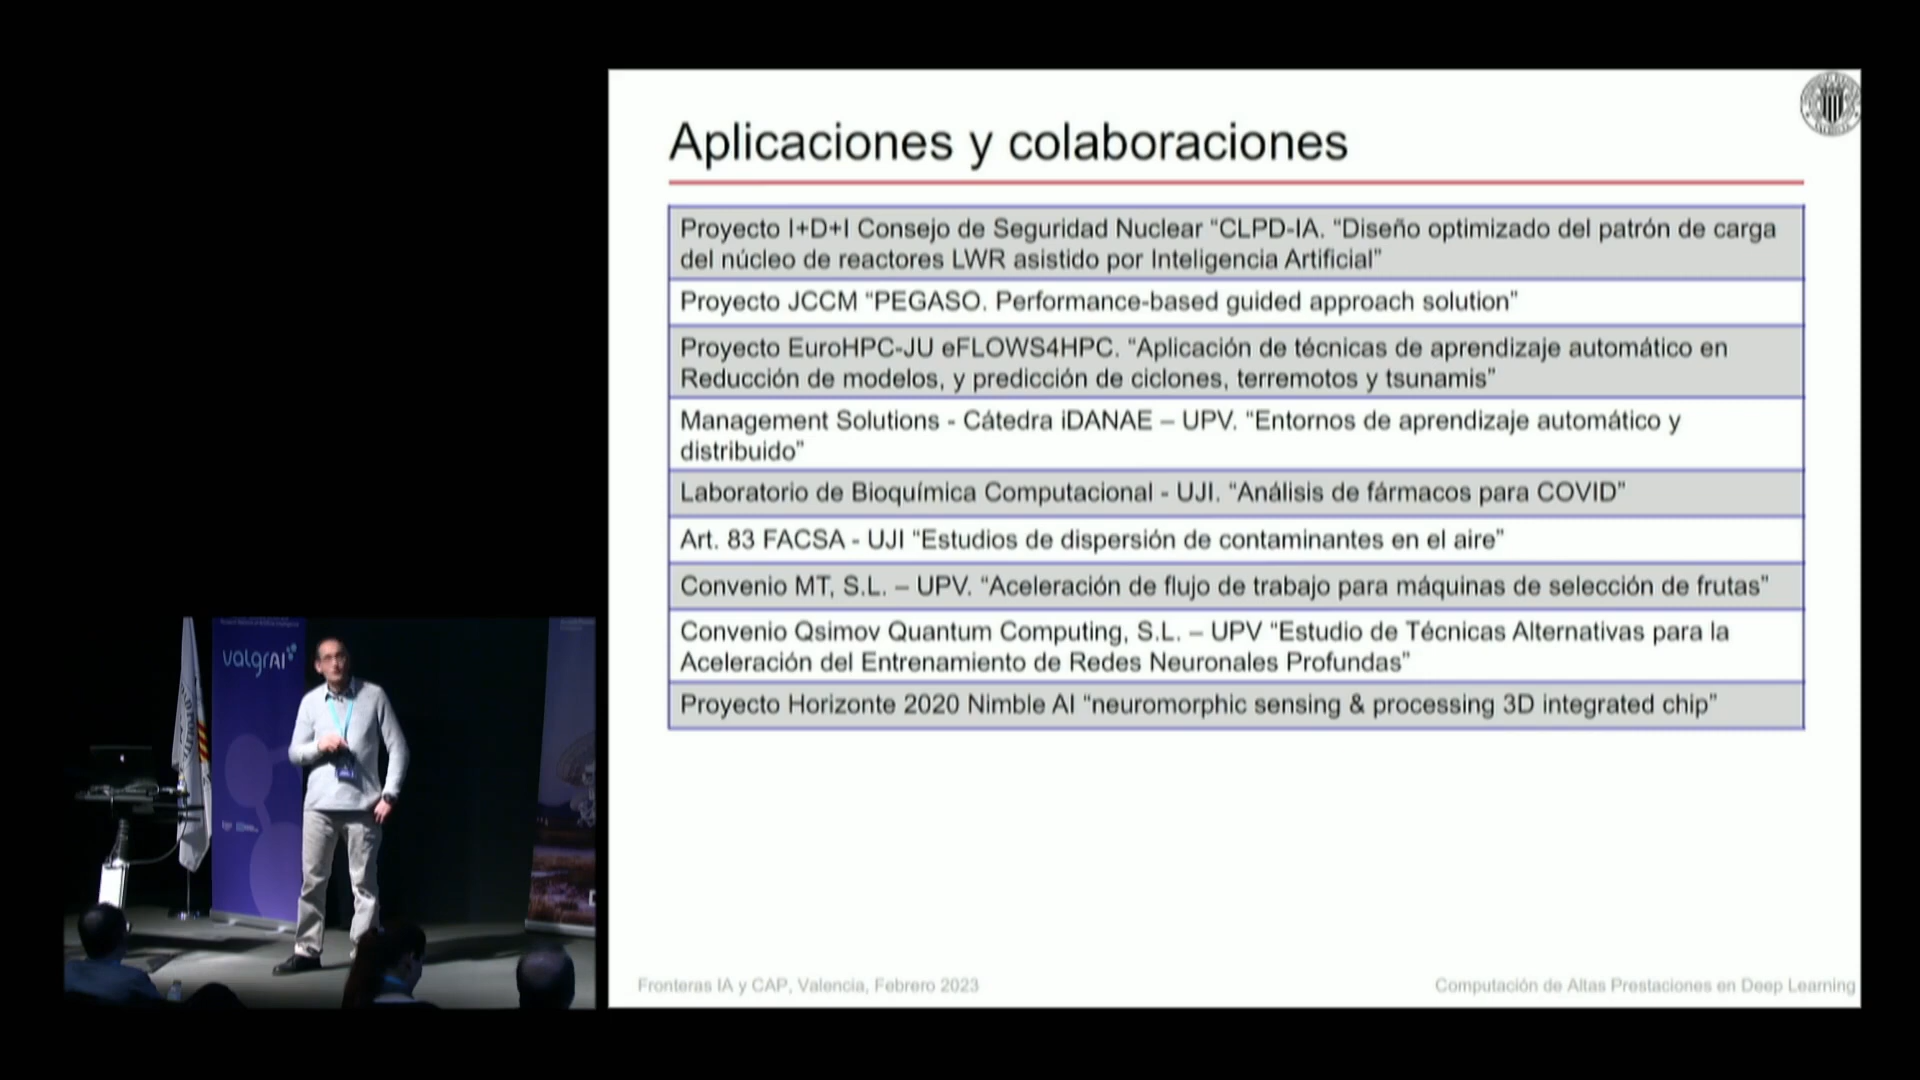 Aplicaciones y colaboraciones
Proyecto I+D+I Consejo de Seguridad Nuclear “CLPD-IA. “Diseño optimizado del patrón de carga
del núcleo de reactores LWR asistido por Inteligencia Artificial”
Proyecto JCCM “PEGASO. Performance-based guided approach solution”
Proyecto EuroHPC-JU eFLOWS4HPC. “Aplicación de técnicas de aprendizaje automático en
Reducción de modelos, y predicción de ciclones, terremotos y tsunamis”
Management Solutions - Cátedra iDANAE – UPV. “Entornos de aprendizaje automático y
distribuido”
Laboratorio de Bioquímica Computacional - UJI. “Análisis de fármacos para COVID”
Art. 83 FACSA - UJI “Estudios de dispersión de contaminantes en el aire”
Convenio MT, S.L. – UPV. “Aceleración de flujo de trabajo para máquinas de selección de frutas”
Convenio Qsimov Quantum Computing, S.L. – UPV “Estudio de Técnicas Alternativas para la
Aceleración del Entrenamiento de Redes Neuronales Profundas”
Proyecto Horizonte 2020 Nimble AI “neuromorphic sensing & processing 3D integrated chip”
Fronteras IA y CAP, Valencia, Febrero 2023
Computación de Altas Prestaciones en Deep Learning
valgrAI